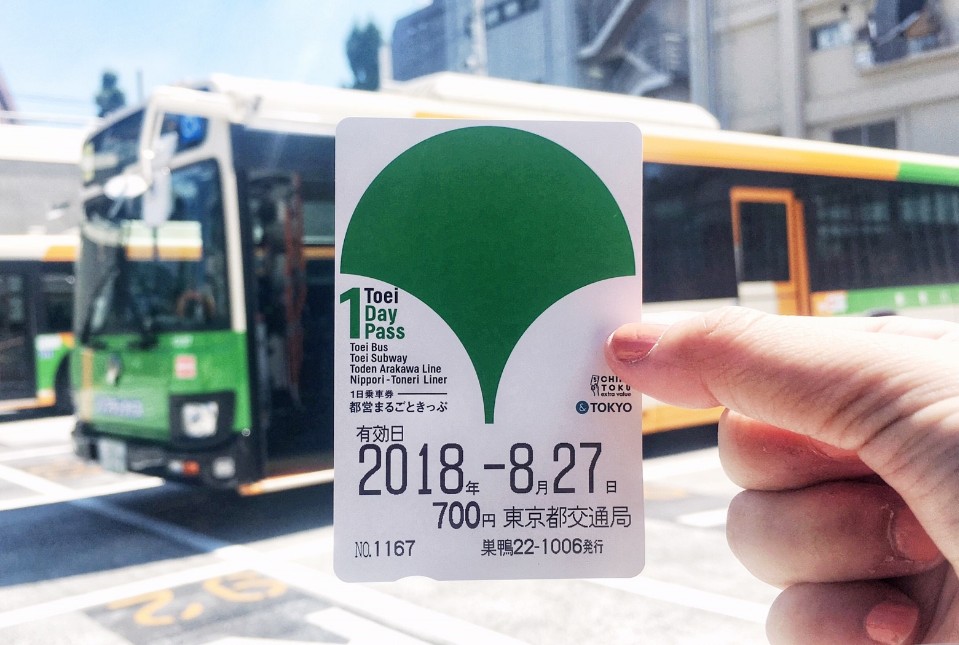 1 Toei
Day
Pass
Toei Bus
Toei Subway
Toden Arakawa Line
Nippori-Toneri Liner
1日乗車券
都営まるごときっぷ
TOKU
extra value
& TOKYO
有効日
2018年-8月27日
700円 東京都交通局
NO.1167
巣鴨22-1006発行